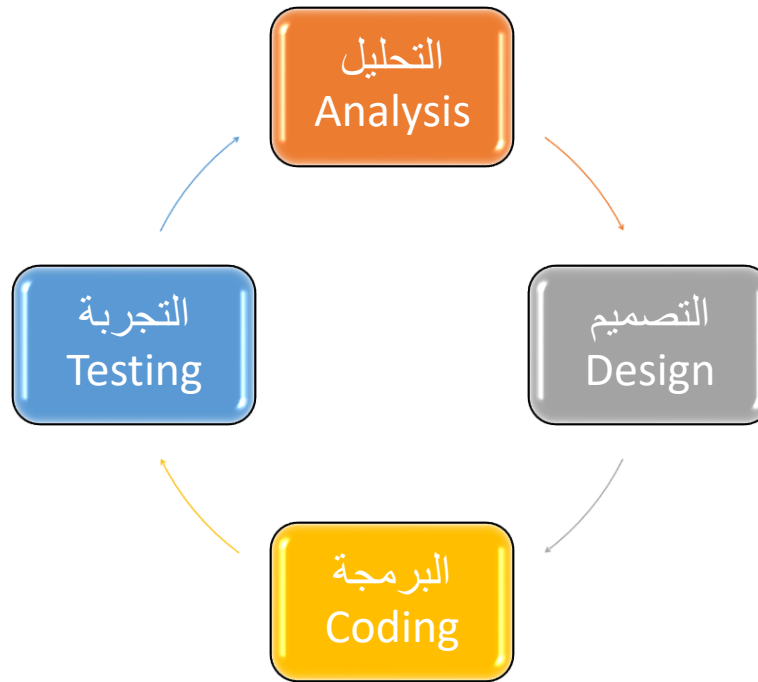 التحليل
Analysis
التصميم
Design
البرمجة
Coding
التجربة
Testing